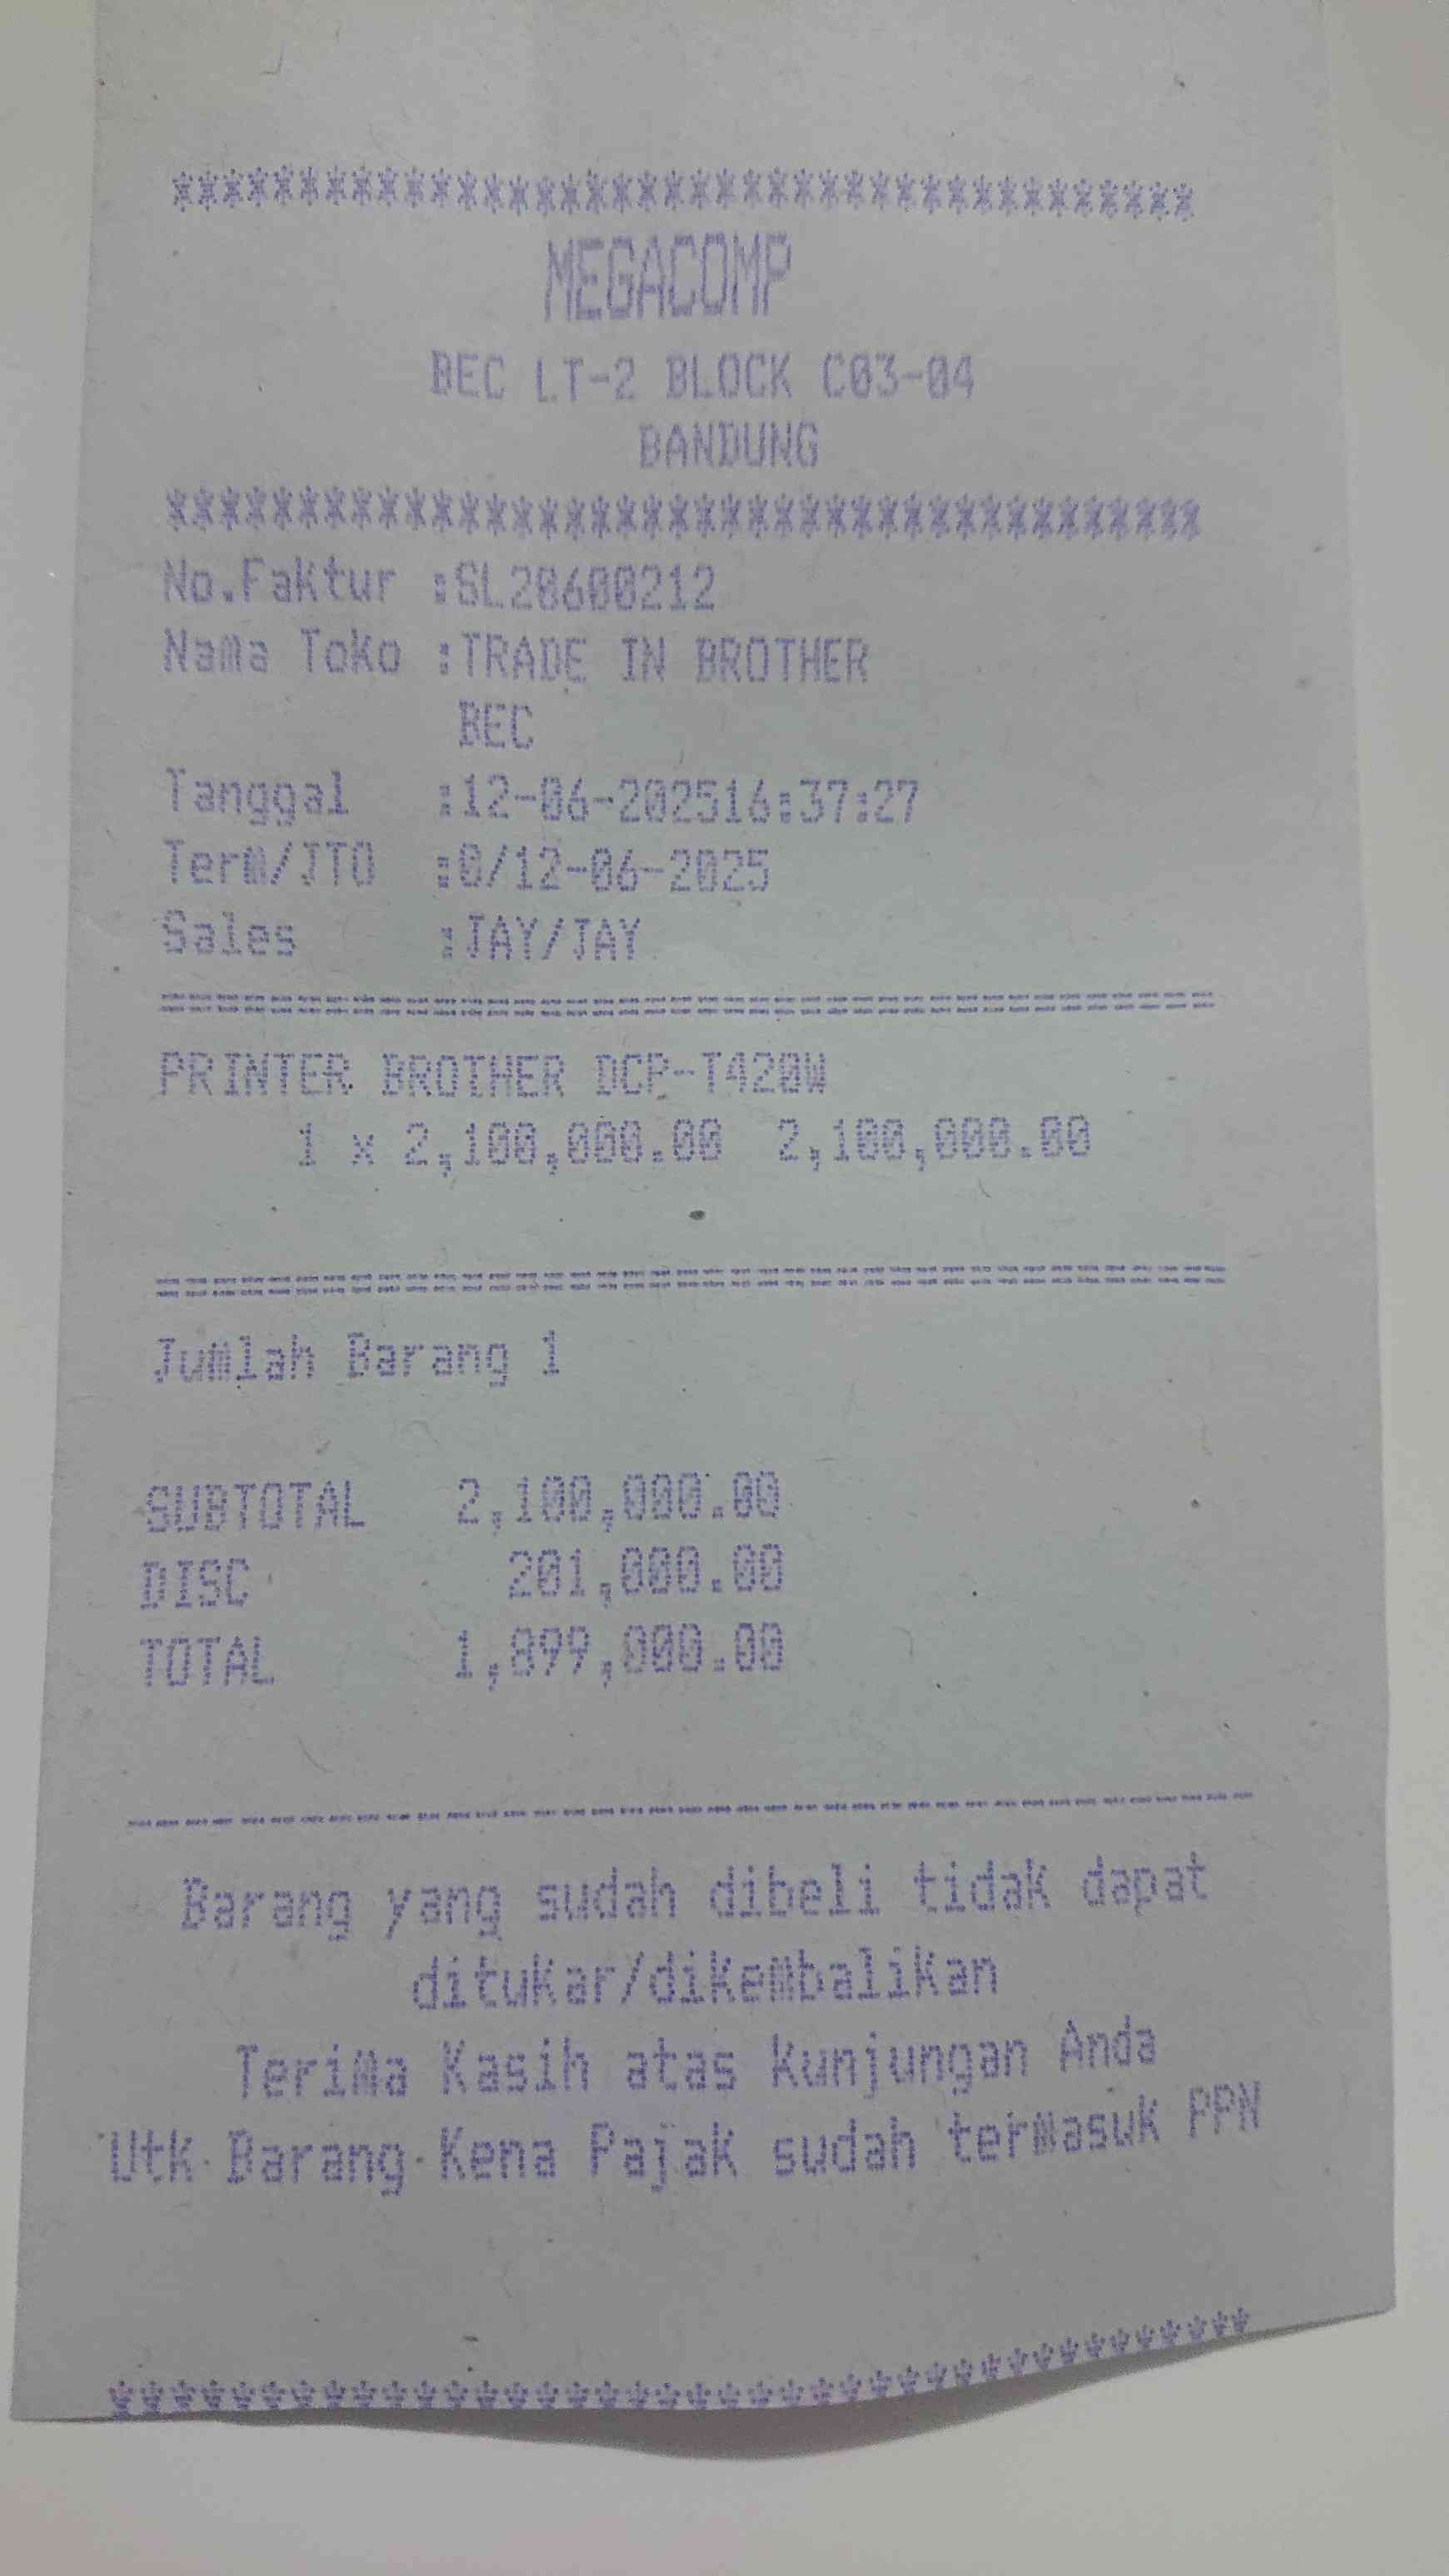 ***************************************
MEGACOMP
BEC LT-2 BLOCK C03-04
BANDUNG
***************************************
No.Faktur :SL20600212
Nama Toko :TRADE IN BROTHER
BEC
Tanggal :12-06-202516:37:27
Term/JTO :0/12-06-2025
Sales :JAY/JAY
========================================
PRINTER BROTHER DCP-T420W
1 x 2,100,000.00 2,100,000.00
========================================
Jumlah Barang 1
SUBTOTAL 2,100,000.00
DISC 201,000.00
TOTAL 1,899,000.00
----------------------------------------
Barang yang sudah dibeli tidak dapat
ditukar/dikembalikan
Terima Kasih atas kunjungan Anda
Utk Barang Kena Pajak sudah termasuk PPN
****************************************